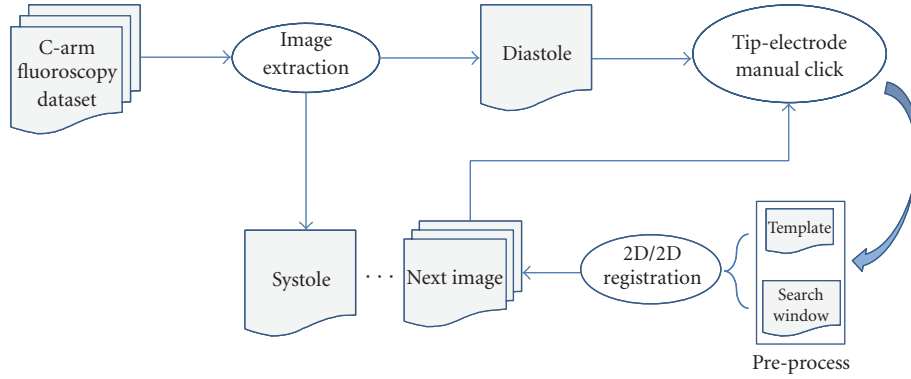 C-arm
fluoroscopy
dataset
Image
extraction
Diastole
Tip-electrode
manual click
Systole
· · ·
Next image
2D/2D
registration
Template
Search
window
Pre-process